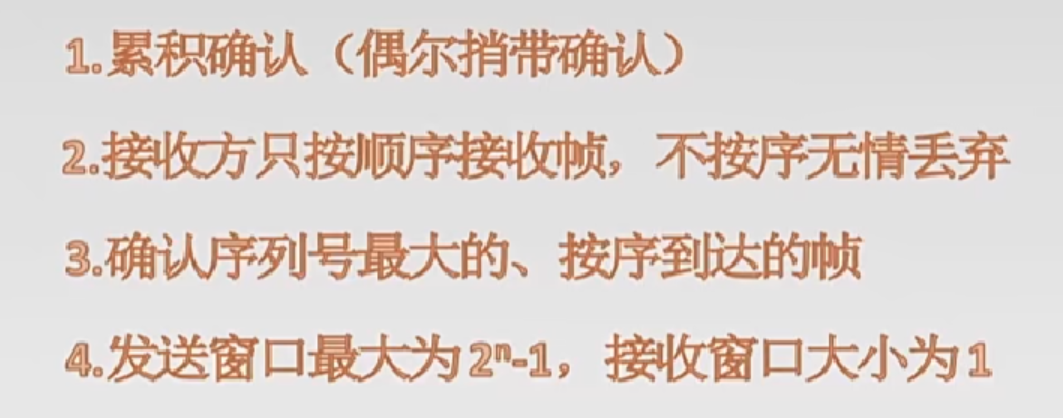 1.累积确认（偶尔捎带确认）
2.接收方只按顺序接收帧，不按序无情丢弃
3.确认序列号最大的、按序到达的帧
4.发送窗口最大为2ⁿ-1，接收窗口大小为1